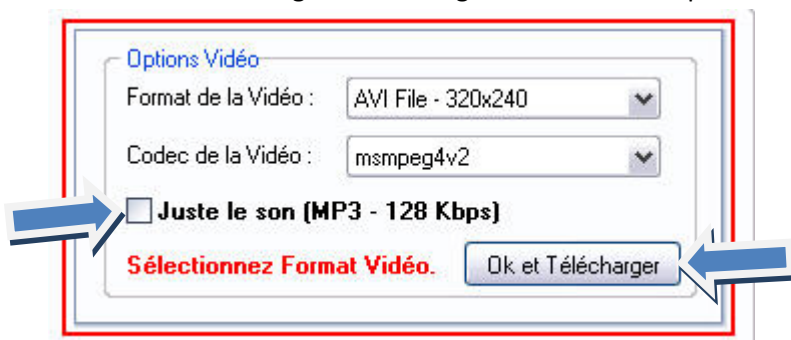 Options Vidéo
Format de la Vidéo : AVI File - 320x240
Codec de la Vidéo : msmpeg4v2
Juste le son (MP3 - 128 Kbps)
Sélectionnez Format Vidéo. Ok et Télécharger